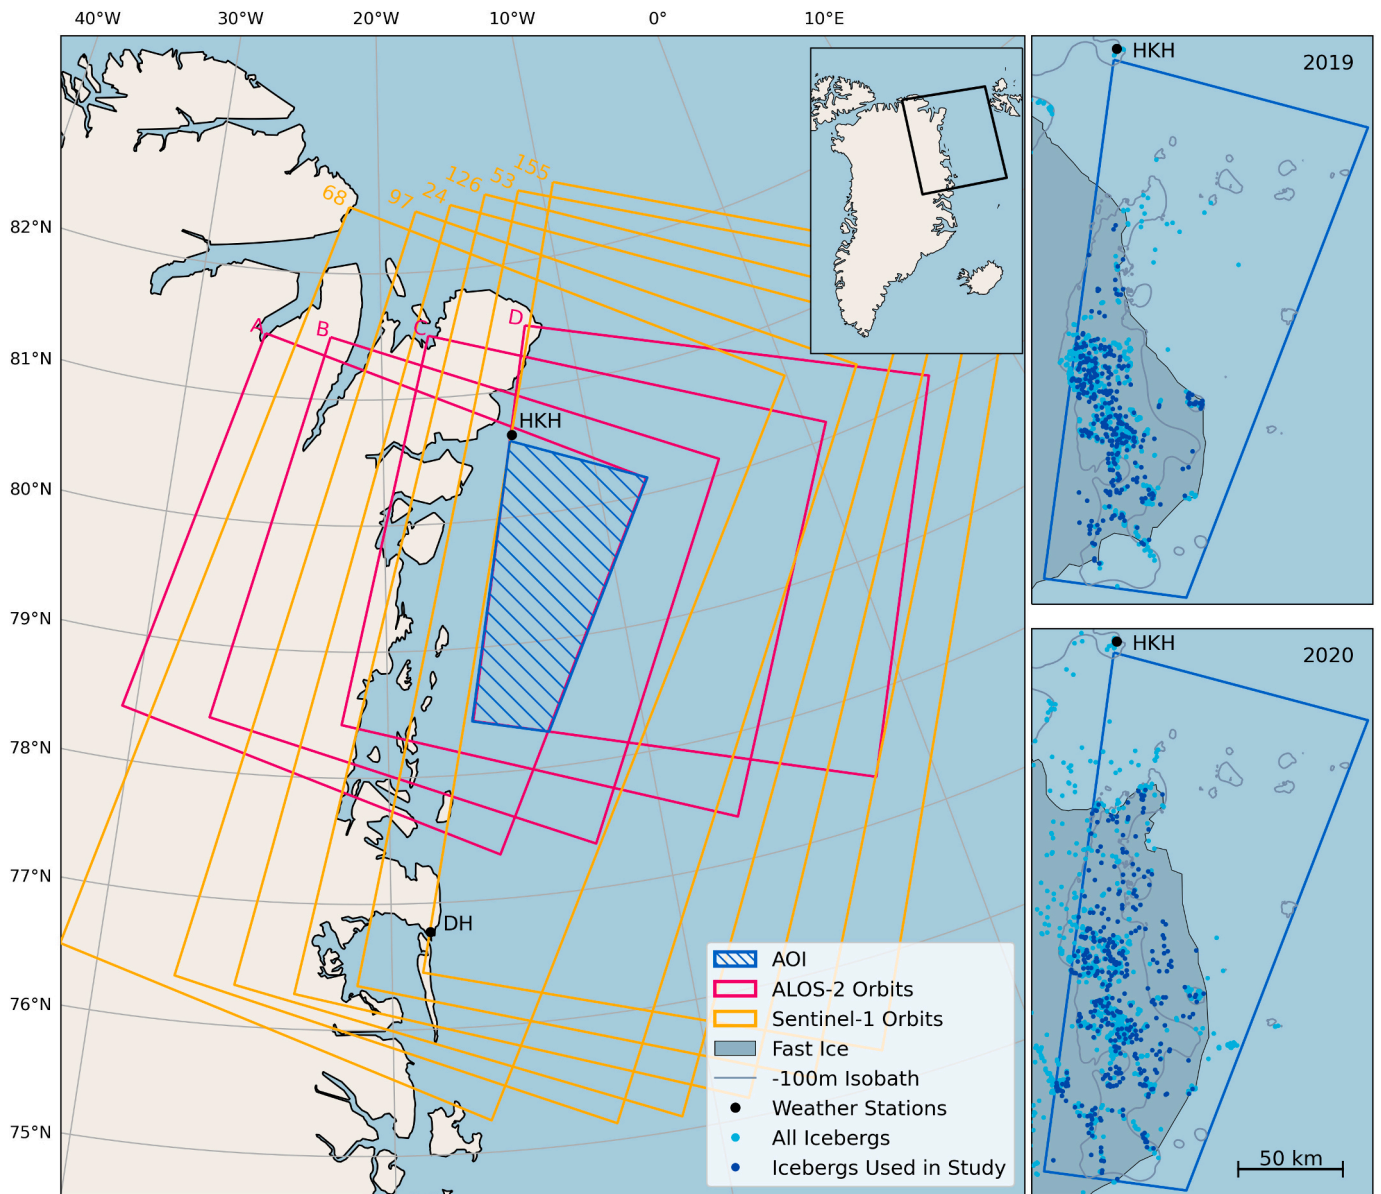 40°W 30°W 20°W 10°W 0° 10°E
HKH
2019
155
53
126
24
97
68
82°N
D
C
B
A
81°N
HKH
80°N
79°N
HKH
2020
78°N
77°N
DH
AOI
ALOS-2 Orbits
76°N
Sentinel-1 Orbits
Fast Ice
-100m Isobath
Weather Stations
75°N
All Icebergs
Icebergs Used in Study
50 km